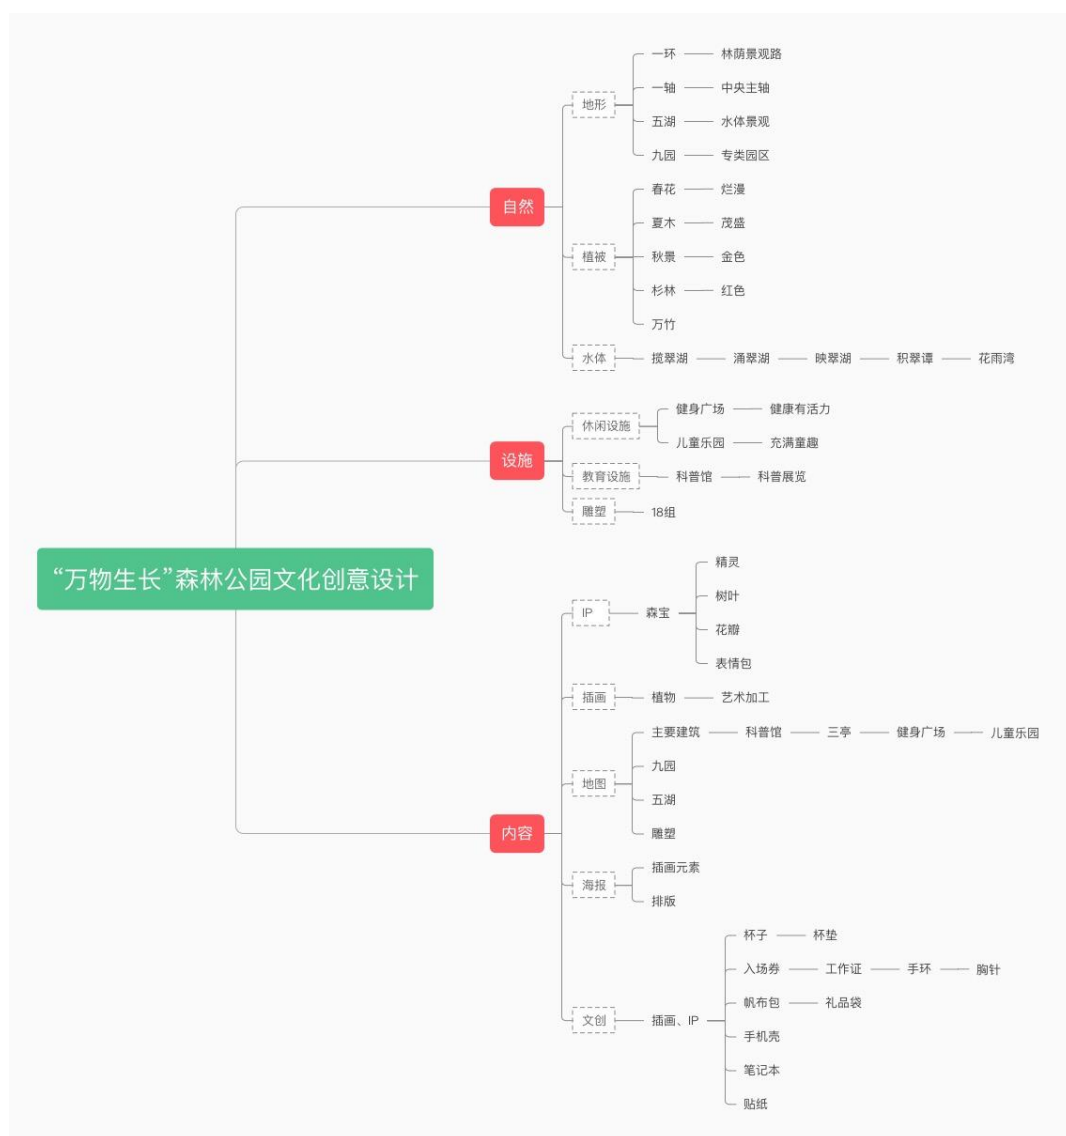 “万物生长”森林公园文化创意设计
自然
地形
一环 林荫景观路
一轴 中央主轴
五湖 水体景观
九园 专类园区
植被
春花 烂漫
夏木 茂盛
秋景 金色
杉林 红色
万竹
水体 揽翠湖 涌翠湖 映翠湖 积翠谭 花雨湾
设施
休闲设施
健身广场 健康有活力
儿童乐园 充满童趣
教育设施 科普馆 科普展览
雕塑 18组
内容
IP 森宝
精灵
树叶
花瓣
表情包
插画 植物 艺术加工
地图
主要建筑 科普馆 三亭 健身广场 儿童乐园
九园
五湖
雕塑
海报
插画元素
排版
文创 插画、IP
杯子 杯垫
入场券 工作证 手环 胸针
帆布包 礼品袋
手机壳
笔记本
贴纸